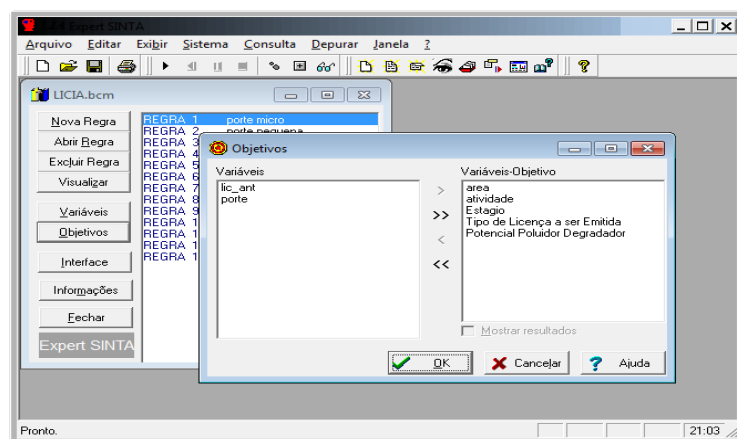 Expert SINTA
Arquivo Editar Exibir Sistema Consulta Depurar Janela ?
LICIA.bcm
Nova Regra
Abrir Regra
Excluir Regra
Visualizar
Variáveis
Objetivos
Interface
Informações
Fechar
Expert SINTA
REGRA 1 porte micro
REGRA 2 porte pequena
REGRA 3
REGRA 4
REGRA 5
REGRA 6
REGRA 7
REGRA 8
REGRA 9
REGRA 1
REGRA 1
REGRA 1
REGRA 1
Objetivos
Variáveis
lic_ant
porte
>
>>
<
<<
Variáveis-Objetivo
area
atividade
Estagio
Tipo de Licença a ser Emitida
Potencial Poluidor Degradador
Mostrar resultados
OK
Cancelar
Ajuda
Pronto.
21:03